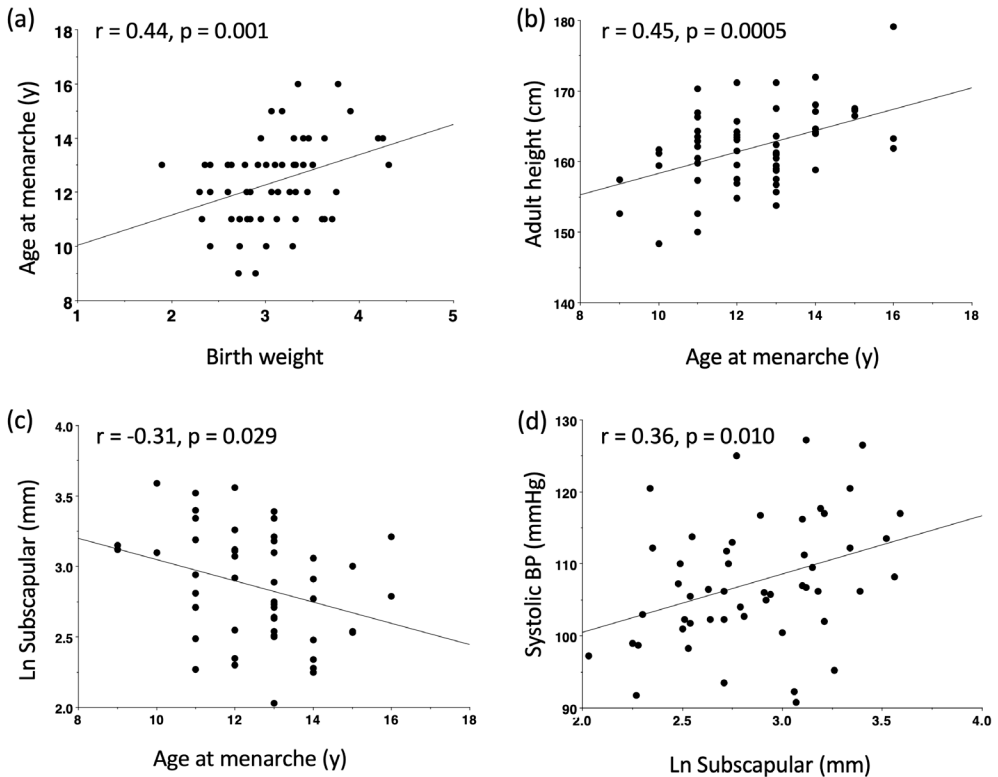 (a)
r = 0.44, p = 0.001
18
16
14
12
10
8
Age at menarche (y)
1
2
3
4
5
Birth weight
(b)
r = 0.45, p = 0.0005
180
170
160
150
140
Adult height (cm)
8
10
12
14
16
18
Age at menarche (y)
(c)
r = -0.31, p = 0.029
4.0
3.5
3.0
2.5
2.0
Ln Subscapular (mm)
8
10
12
14
16
18
Age at menarche (y)
(d)
r = 0.36, p = 0.010
130
120
110
100
90
Systolic BP (mmHg)
2.0
2.5
3.0
3.5
4.0
Ln Subscapular (mm)